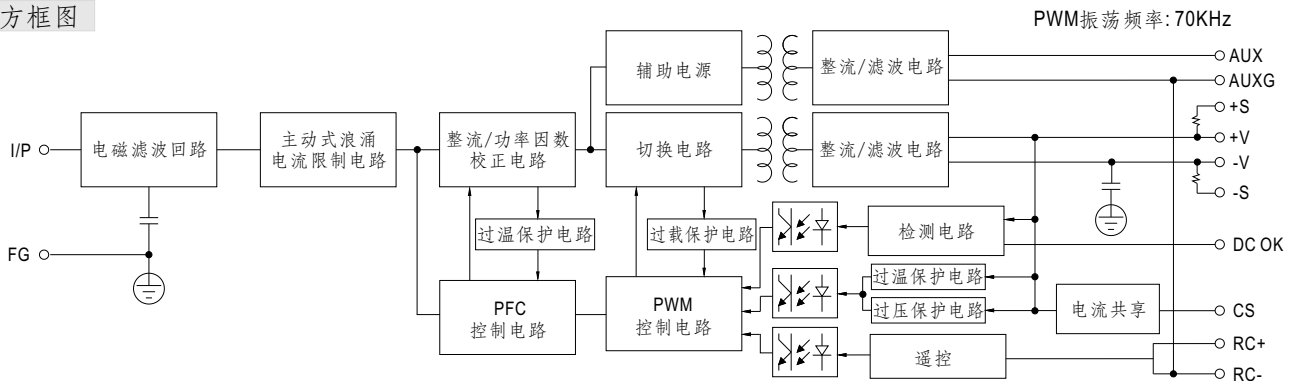 方框图
PWM振荡频率: 70KHz
辅助电源
整流/滤波电路
AUX
AUXG
+S
I/P
电磁滤波回路
主动式浪涌
电流限制电路
整流/功率因数
校正电路
切换电路
整流/滤波电路
+V
-V
-S
过温保护电路
过载保护电路
检测电路
FG
DC OK
PFC
控制电路
PWM
控制电路
过温保护电路
过压保护电路
电流共享
CS
遥控
RC+
RC-